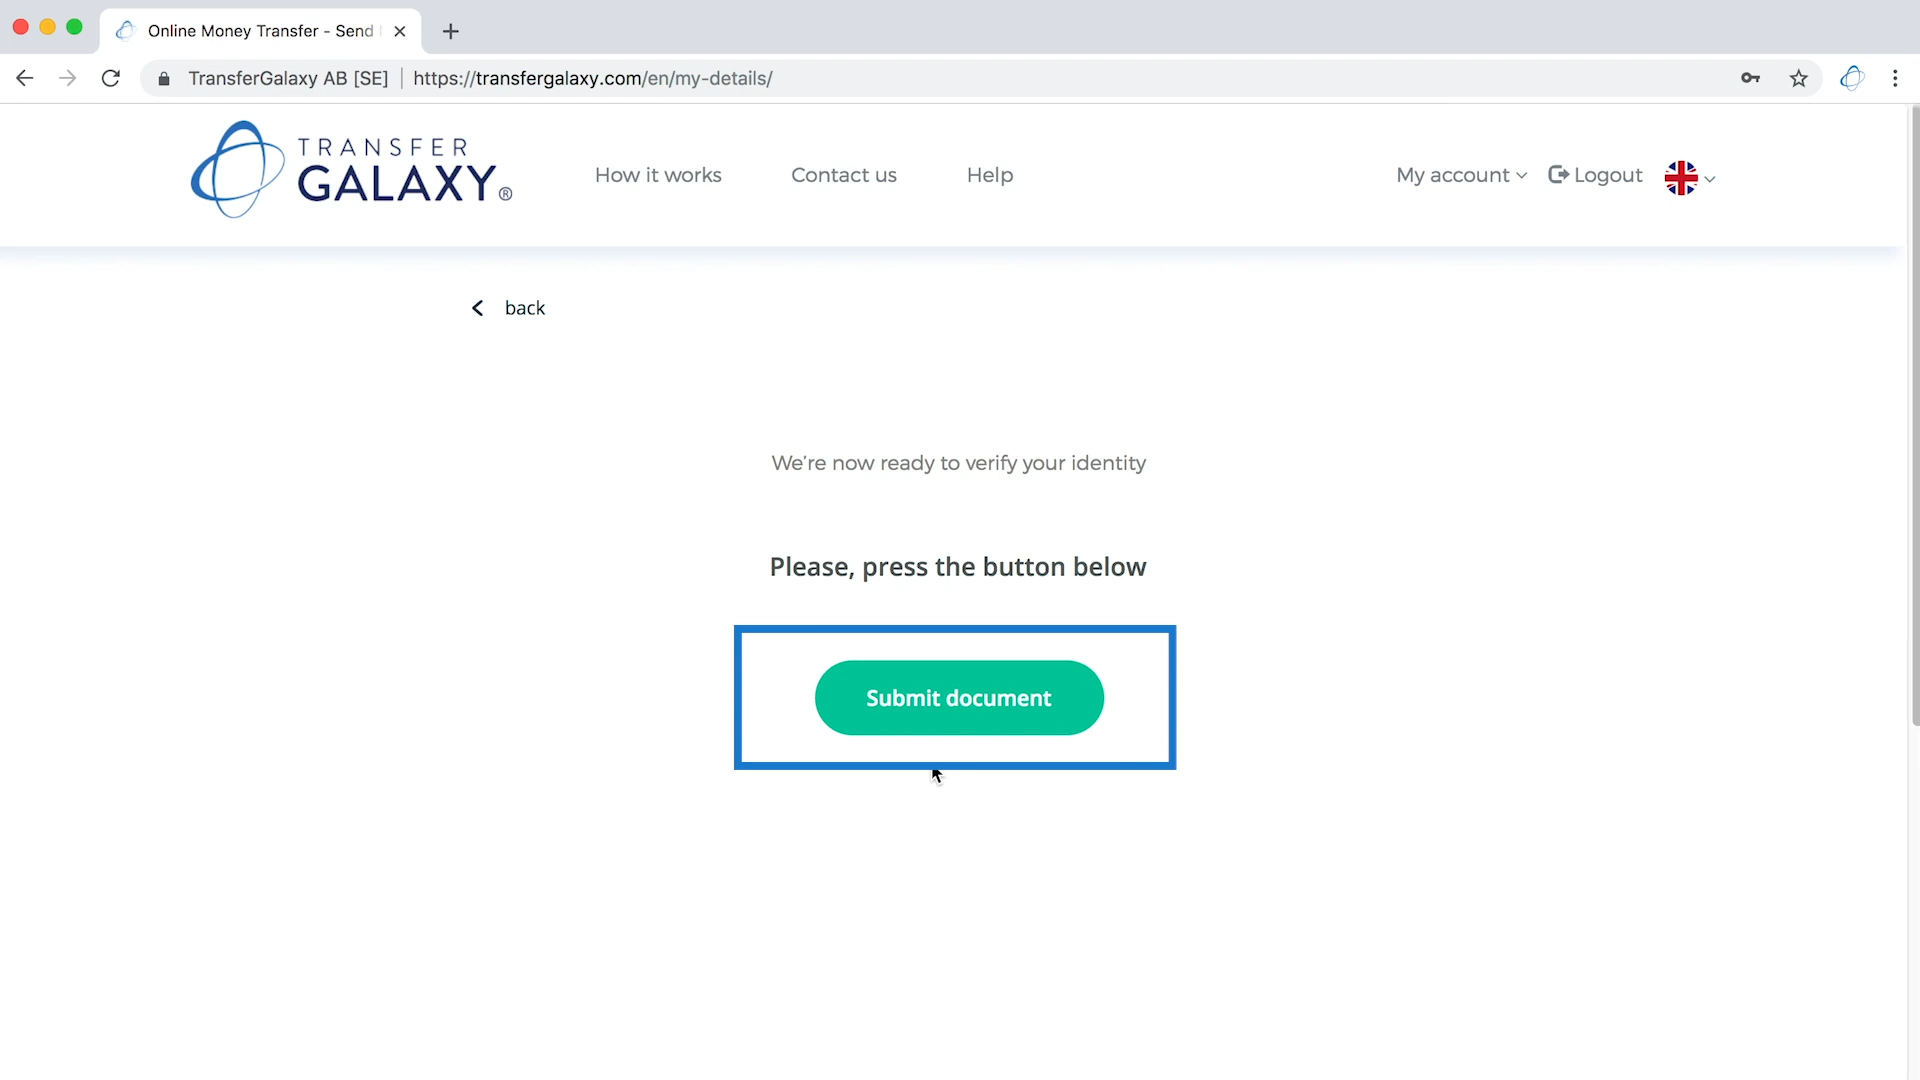 Online Money Transfer - Send
TransferGalaxy AB [SE] | https://transfergalaxy.com/en/my-details/
TRANSFER
GALAXY®
How it works
Contact us
Help
My account
Logout
back
We're now ready to verify your identity
Please, press the button below
Submit document